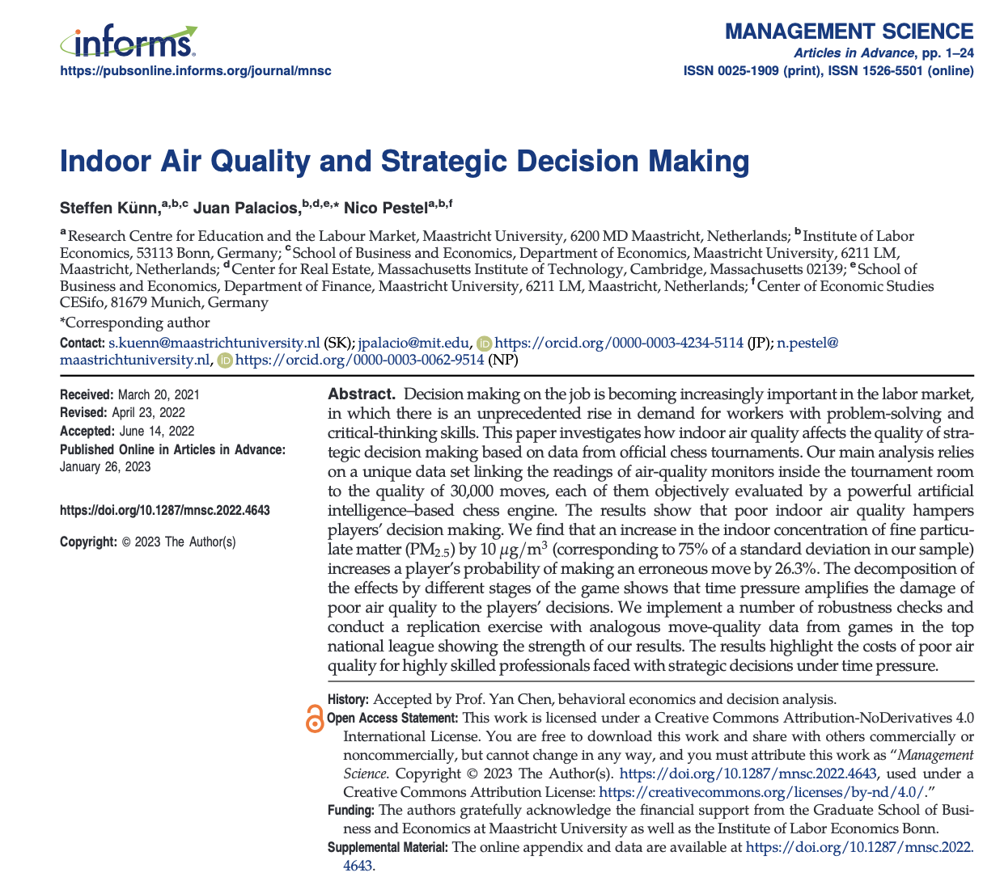 informs®
https://pubsonline.informs.org/journal/mnsc
MANAGEMENT SCIENCE
Articles in Advance, pp. 1–24
ISSN 0025-1909 (print), ISSN 1526-5501 (online)
Indoor Air Quality and Strategic Decision Making
Steffen Künn,a,b,c Juan Palacios,b,d,e,* Nico Pestela,b,f
a Research Centre for Education and the Labour Market, Maastricht University, 6200 MD Maastricht, Netherlands; b Institute of Labor
Economics, 53113 Bonn, Germany; c School of Business and Economics, Department of Economics, Maastricht University, 6211 LM,
Maastricht, Netherlands; d Center for Real Estate, Massachusetts Institute of Technology, Cambridge, Massachusetts 02139; e School of
Business and Economics, Department of Finance, Maastricht University, 6211 LM, Maastricht, Netherlands; f Center of Economic Studies
CESifo, 81679 Munich, Germany
*Corresponding author
Contact: s.kuenn@maastrichtuniversity.nl (SK); jpalacio@mit.edu, iD https://orcid.org/0000-0003-4234-5114 (JP); n.pestel@
maastrichtuniversity.nl, iD https://orcid.org/0000-0003-0062-9514 (NP)
Received: March 20, 2021
Revised: April 23, 2022
Accepted: June 14, 2022
Published Online in Articles in Advance:
January 26, 2023
https://doi.org/10.1287/mnsc.2022.4643
Copyright: © 2023 The Author(s)
Abstract. Decision making on the job is becoming increasingly important in the labor market,
in which there is an unprecedented rise in demand for workers with problem-solving and
critical-thinking skills. This paper investigates how indoor air quality affects the quality of stra-
tegic decision making based on data from official chess tournaments. Our main analysis relies
on a unique data set linking the readings of air-quality monitors inside the tournament room
to the quality of 30,000 moves, each of them objectively evaluated by a powerful artificial
intelligence–based chess engine. The results show that poor indoor air quality hampers
players’ decision making. We find that an increase in the indoor concentration of fine particu-
late matter (PM2.5) by 10 μg/m3 (corresponding to 75% of a standard deviation in our sample)
increases a player’s probability of making an erroneous move by 26.3%. The decomposition of
the effects by different stages of the game shows that time pressure amplifies the damage of
poor air quality to the players’ decisions. We implement a number of robustness checks and
conduct a replication exercise with analogous move-quality data from games in the top
national league showing the strength of our results. The results highlight the costs of poor air
quality for highly skilled professionals faced with strategic decisions under time pressure.
History: Accepted by Prof. Yan Chen, behavioral economics and decision analysis.
Open Access Statement: This work is licensed under a Creative Commons Attribution-NoDerivatives 4.0
International License. You are free to download this work and share with others commercially or
noncommercially, but cannot change in any way, and you must attribute this work as “Management
Science. Copyright © 2023 The Author(s). https://doi.org/10.1287/mnsc.2022.4643, used under a
Creative Commons Attribution License: https://creativecommons.org/licenses/by-nd/4.0/.”
Funding: The authors gratefully acknowledge the financial support from the Graduate School of Busi-
ness and Economics at Maastricht University as well as the Institute of Labor Economics Bonn.
Supplemental Material: The online appendix and data are available at https://doi.org/10.1287/mnsc.2022.
4643.